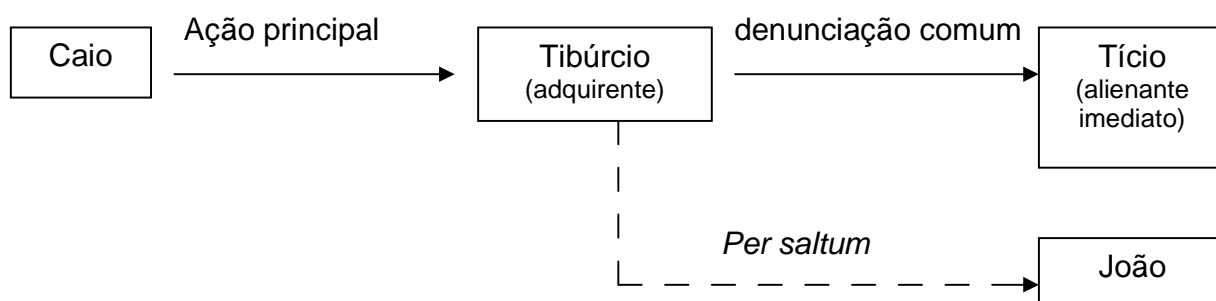 Ação principal
denunciação comum
Caio
Tibúrcio
(adquirente)
Tício
(alienante
imediato)
Per saltum
João